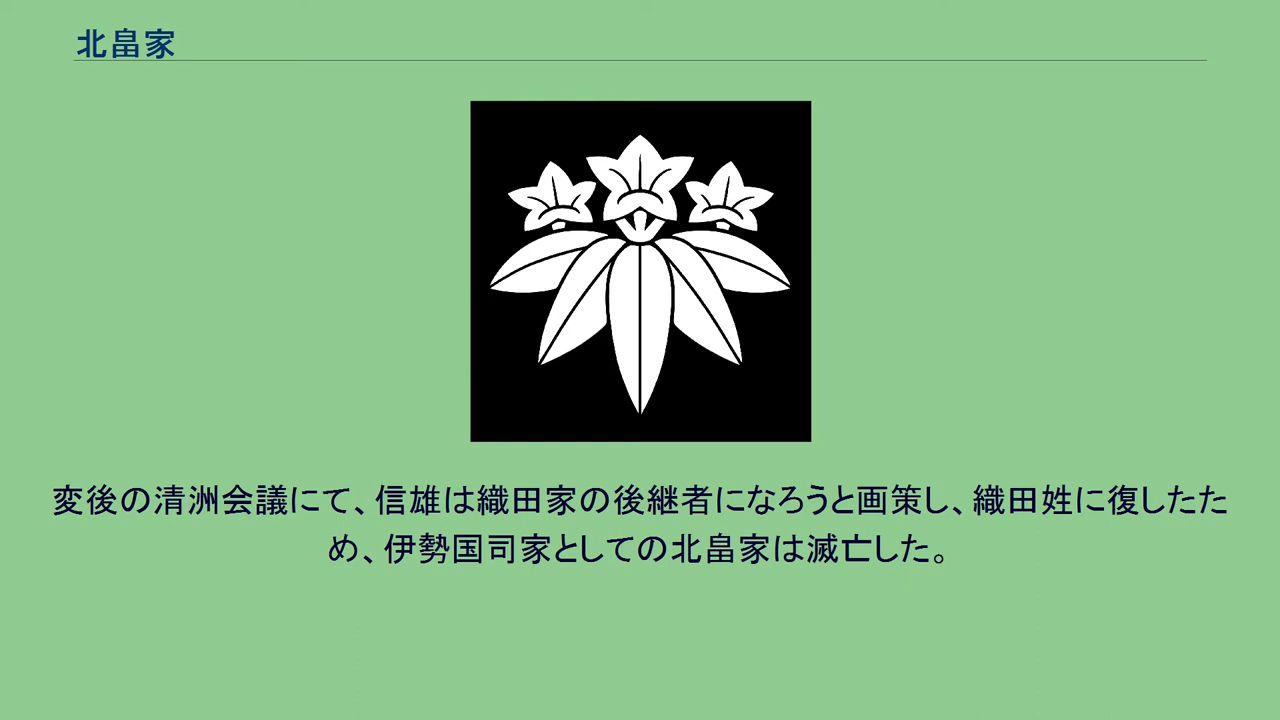 北畠家
変後の清洲会議にて、信雄は織田家の後継者になろうと画策し、織田姓に復したた
め、伊勢国司家としての北畠家は滅亡した。